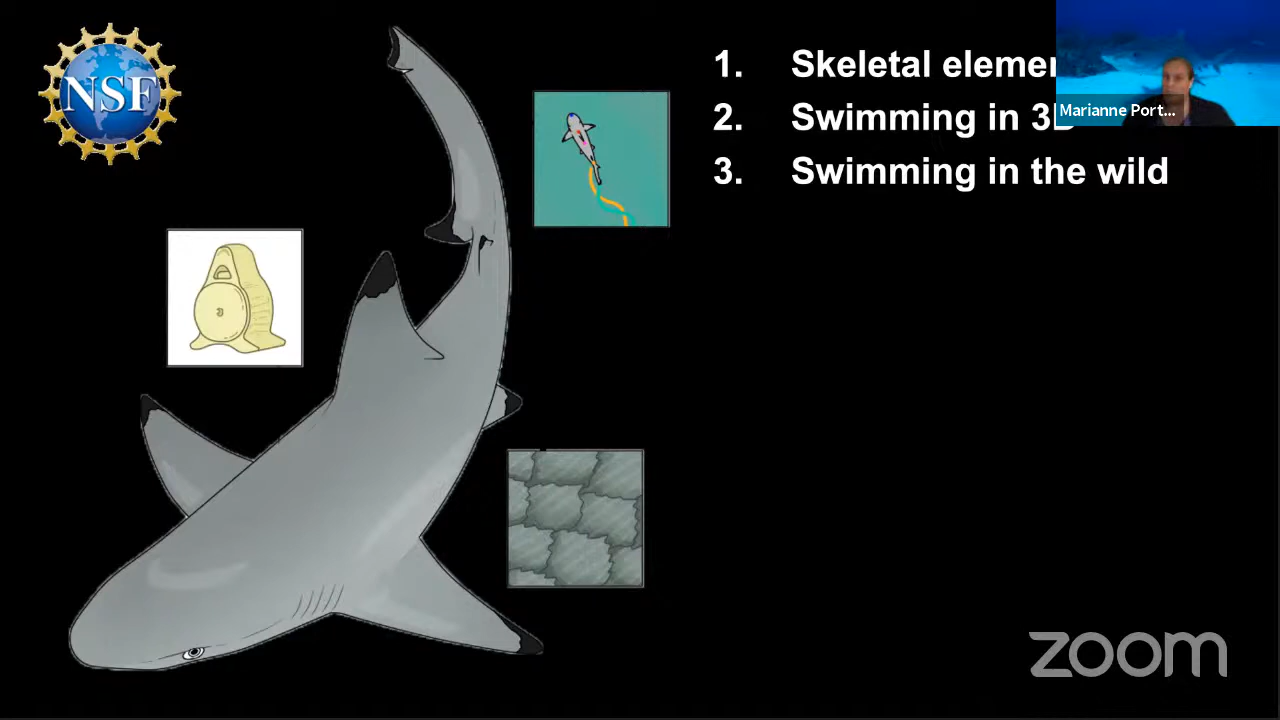 NSF
1. Skeletal elemen
2. Swimming in 3D
3. Swimming in the wild
Marianne Port...
zoom